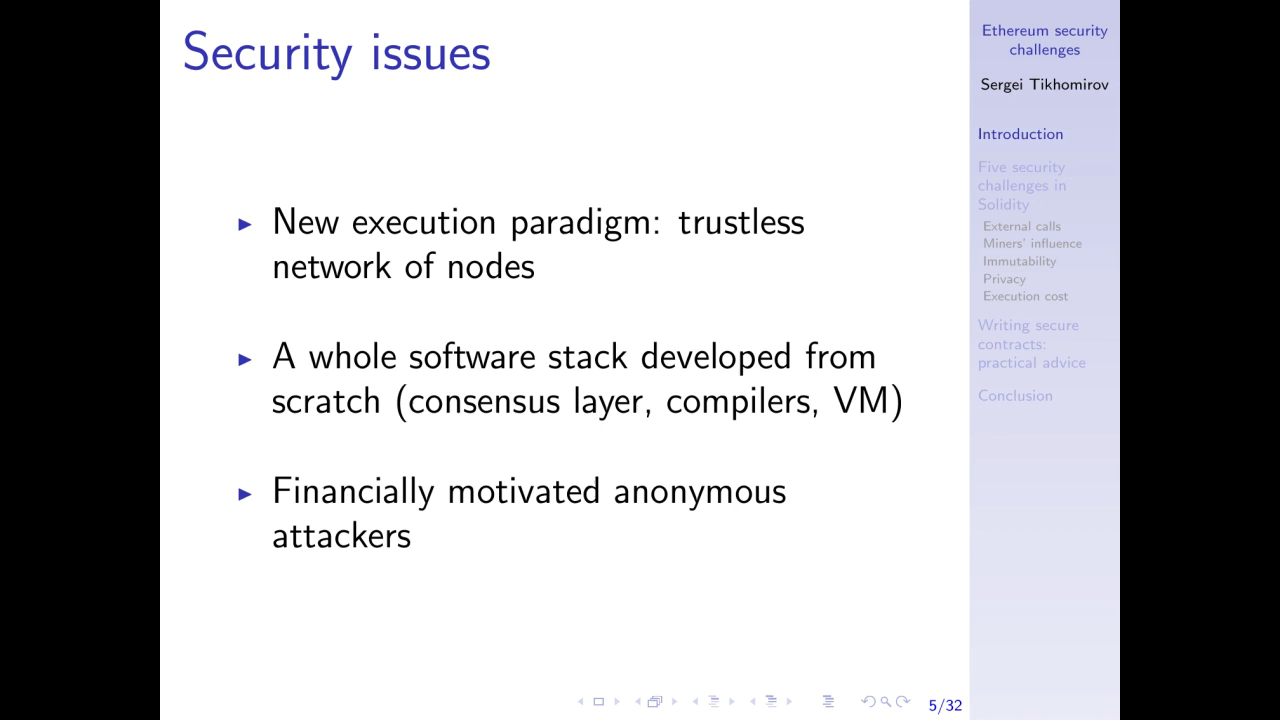 Security issues
New execution paradigm: trustless
network of nodes
A whole software stack developed from
scratch (consensus layer, compilers, VM)
Financially motivated anonymous
attackers
Ethereum security
challenges
Sergei Tikhomirov
Introduction
Five security
challenges in
Solidity
External calls
Miners' influence
Immutability
Privacy
Execution cost
Writing secure
contracts:
practical advice
Conclusion
5/32